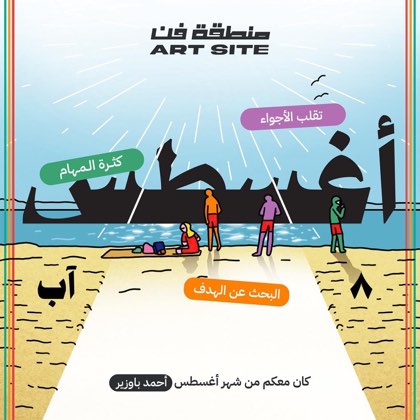 منطقة فن
ART SITE
تقلب الأجواء
كثرة المهام
أغسطس
البحث عن الهدف
٨
آب
كان معكم من شهر أغسطس أحمد باوزير